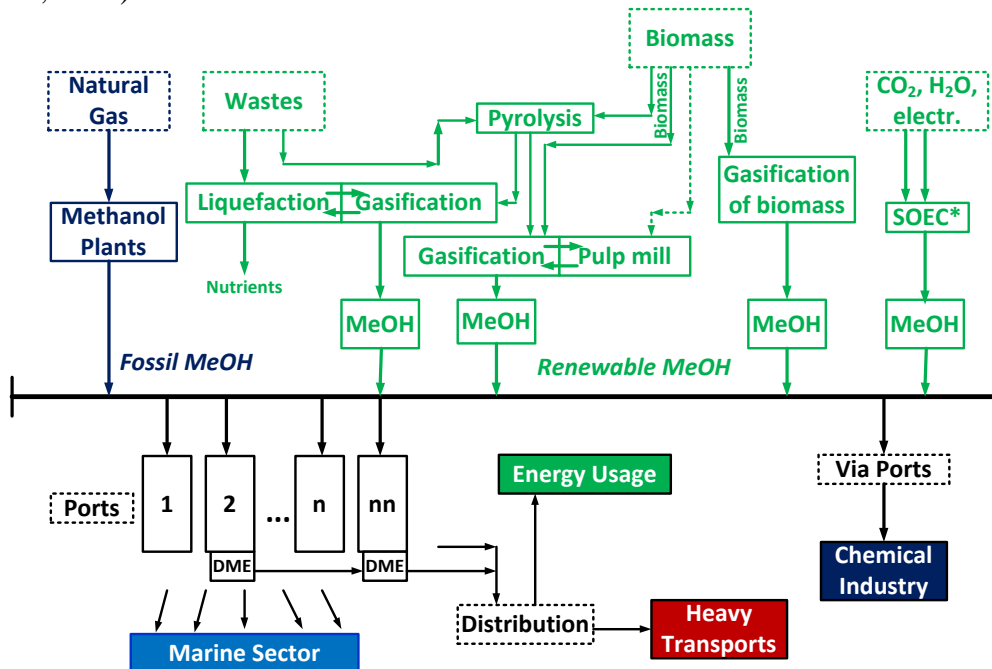 Biomass
Natural
Gas
Wastes
CO₂, H₂O,
electr.
Pyrolysis
Biomass
Biomass
Liquefaction
Gasification
Gasification
of biomass
Methanol
Plants
SOEC*
Gasification
Pulp mill
Nutrients
MeOH
MeOH
MeOH
MeOH
Fossil MeOH
Renewable MeOH
Ports
1
2
...
n
nn
DME
DME
Energy Usage
Via Ports
Chemical
Industry
Distribution
Heavy
Transports
Marine Sector